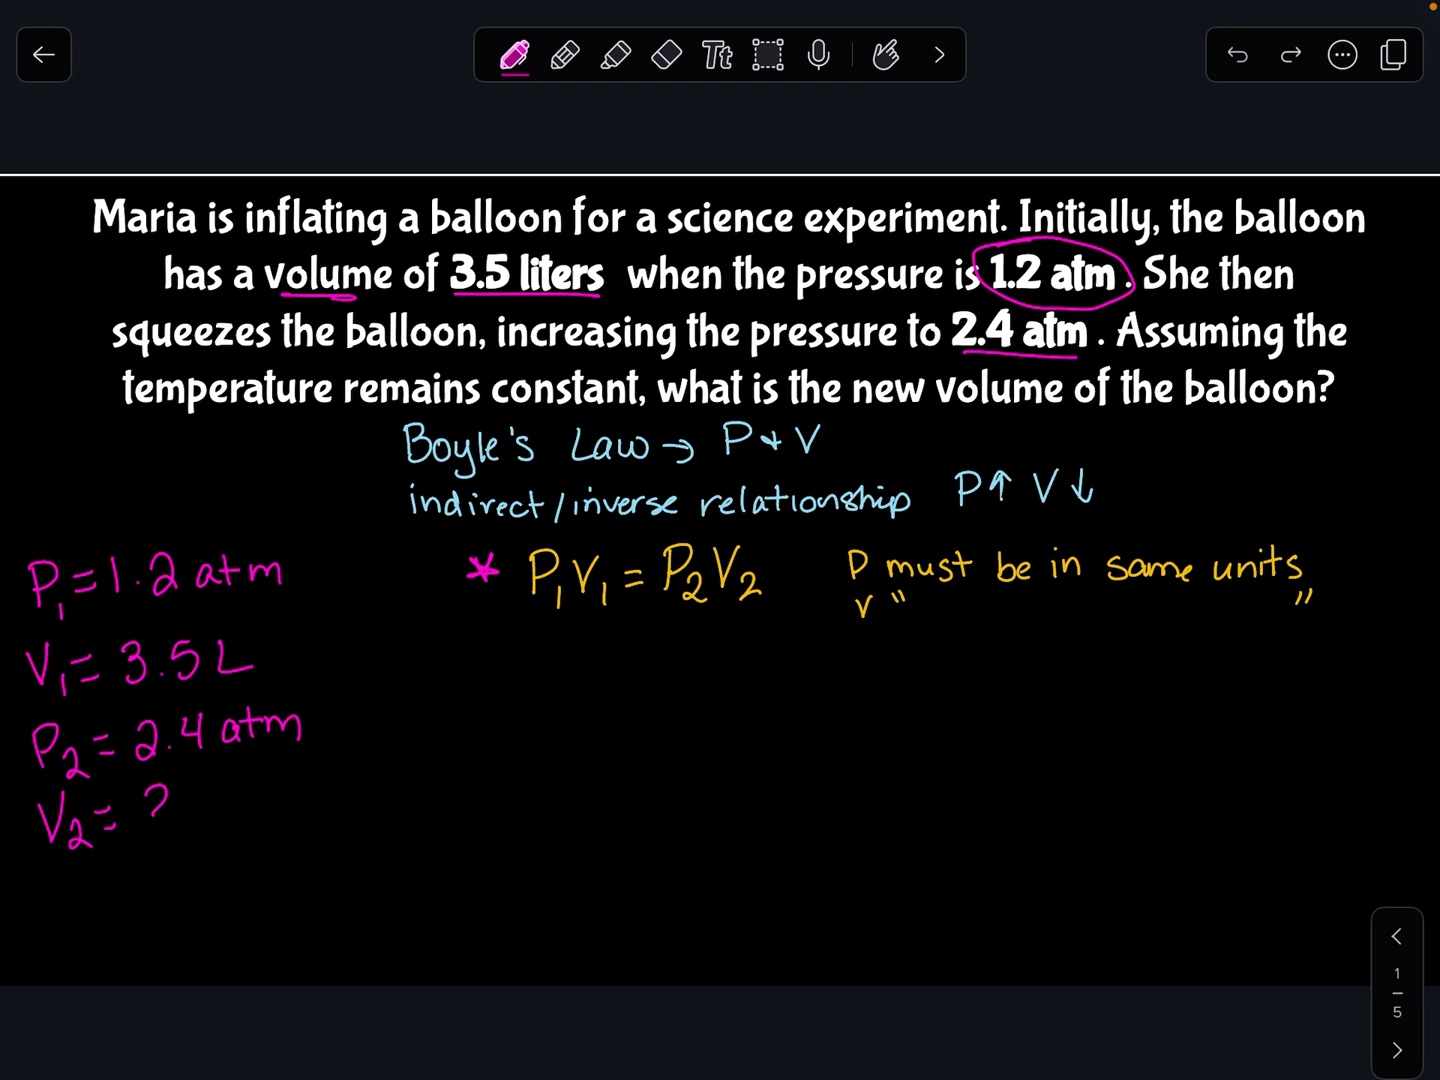 Tt
Maria is inflating a balloon for a science experiment. Initially, the balloon
has a volume of 3.5 liters when the pressure is 1.2 atm. She then
squeezes the balloon, increasing the pressure to 2.4 atm. Assuming the
temperature remains constant, what is the new volume of the balloon?
Boyle's Law → P + V
indirect/inverse relationship P↑ V↓
P₁ = 1.2 atm
* P₁V₁ = P₂V₂
P must be in same units
V " "
V₁ = 3.5 L
P₂ = 2.4 atm
V₂ = ?
1
5